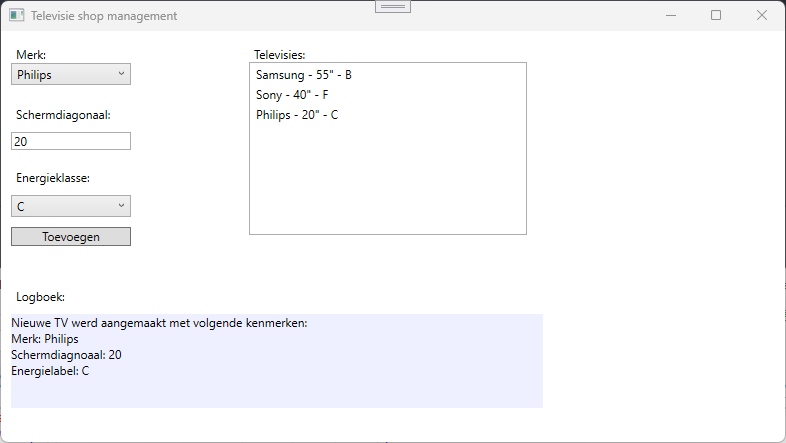 Televisie shop management
Merk:
Philips
Schermdiagonaal:
20
Energieklasse:
C
Toevoegen
Televisies:
Samsung - 55" - B
Sony - 40" - F
Philips - 20" - C
Logboek:
Nieuwe TV werd aangemaakt met volgende kenmerken:
Merk: Philips
Schermdiagnoaal: 20
Energielabel: C